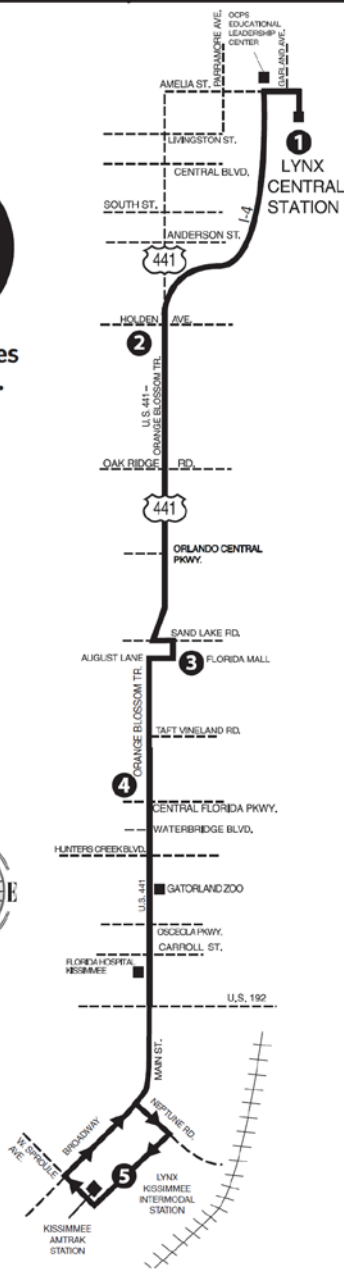 OCPS
EDUCATIONAL
LEADERSHIP
CENTER
PARRAMORE AVE.
GARLAND AVE.
AMELIA ST.
1
LIVINGSTON ST.
LYNX
CENTRAL
STATION
CENTRAL BLVD.
SOUTH ST.
I-4
ANDERSON ST.
441
HOLDEN AVE.
2
es
.
U.S. 441 –
ORANGE BLOSSOM TR.
OAK RIDGE RD.
441
ORLANDO CENTRAL
PKWY.
SAND LAKE RD.
AUGUST LANE
3 FLORIDA MALL
ORANGE BLOSSOM TR.
TAFT VINELAND RD.
4
CENTRAL FLORIDA PKWY.
WATERBRIDGE BLVD.
HUNTERS CREEK BLVD.
E
U.S. 441
GATORLAND ZOO
OSCEOLA PKWY.
CARROLL ST.
FLORIDA HOSPITAL
KISSIMMEE
U.S. 192
MAIN ST.
NEPTUNE RD.
BROADWAY
W. SPROULE
AVE.
5
LYNX
KISSIMMEE
INTERMODAL
STATION
KISSIMMEE
AMTRAK
STATION